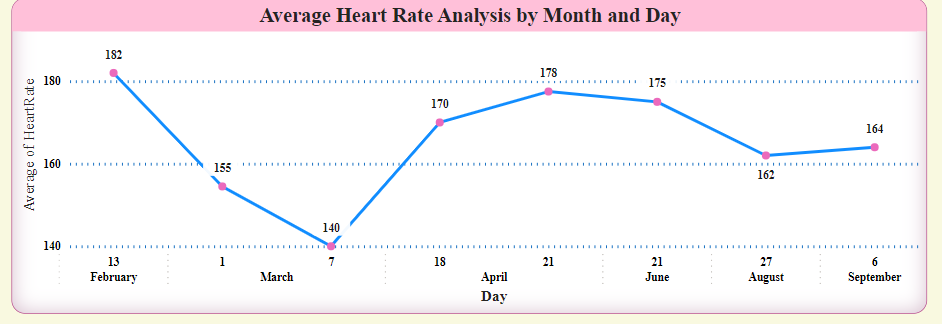 Average Heart Rate Analysis by Month and Day
Average of HeartRate
180
160
140
182
155
140
170
178
175
162
164
13 1 7 18 21 21 27 6
February March April June August September
Day